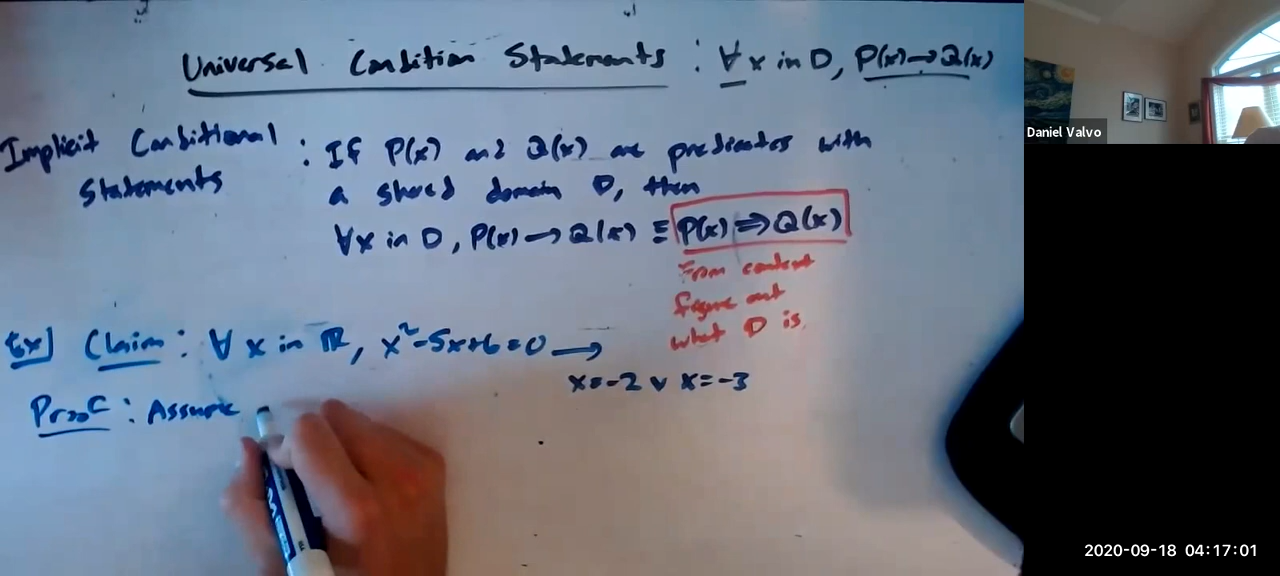 Universal Condition Statements : ∀ x in D, P(x) → Q(x)
Implicit Conditional Statements : If P(x) and Q(x) are predicates with
a shared domain D, then
∀x in D, P(x) → Q(x) ≡ P(x) ⇒ Q(x)
From context
figure out
what D is.
Ex] Claim : ∀ x in ℝ, x²-5x+6=0 →
x=-2 ∨ x=-3
Proof : Assume
Daniel Valvo
2020-09-18 04:17:01